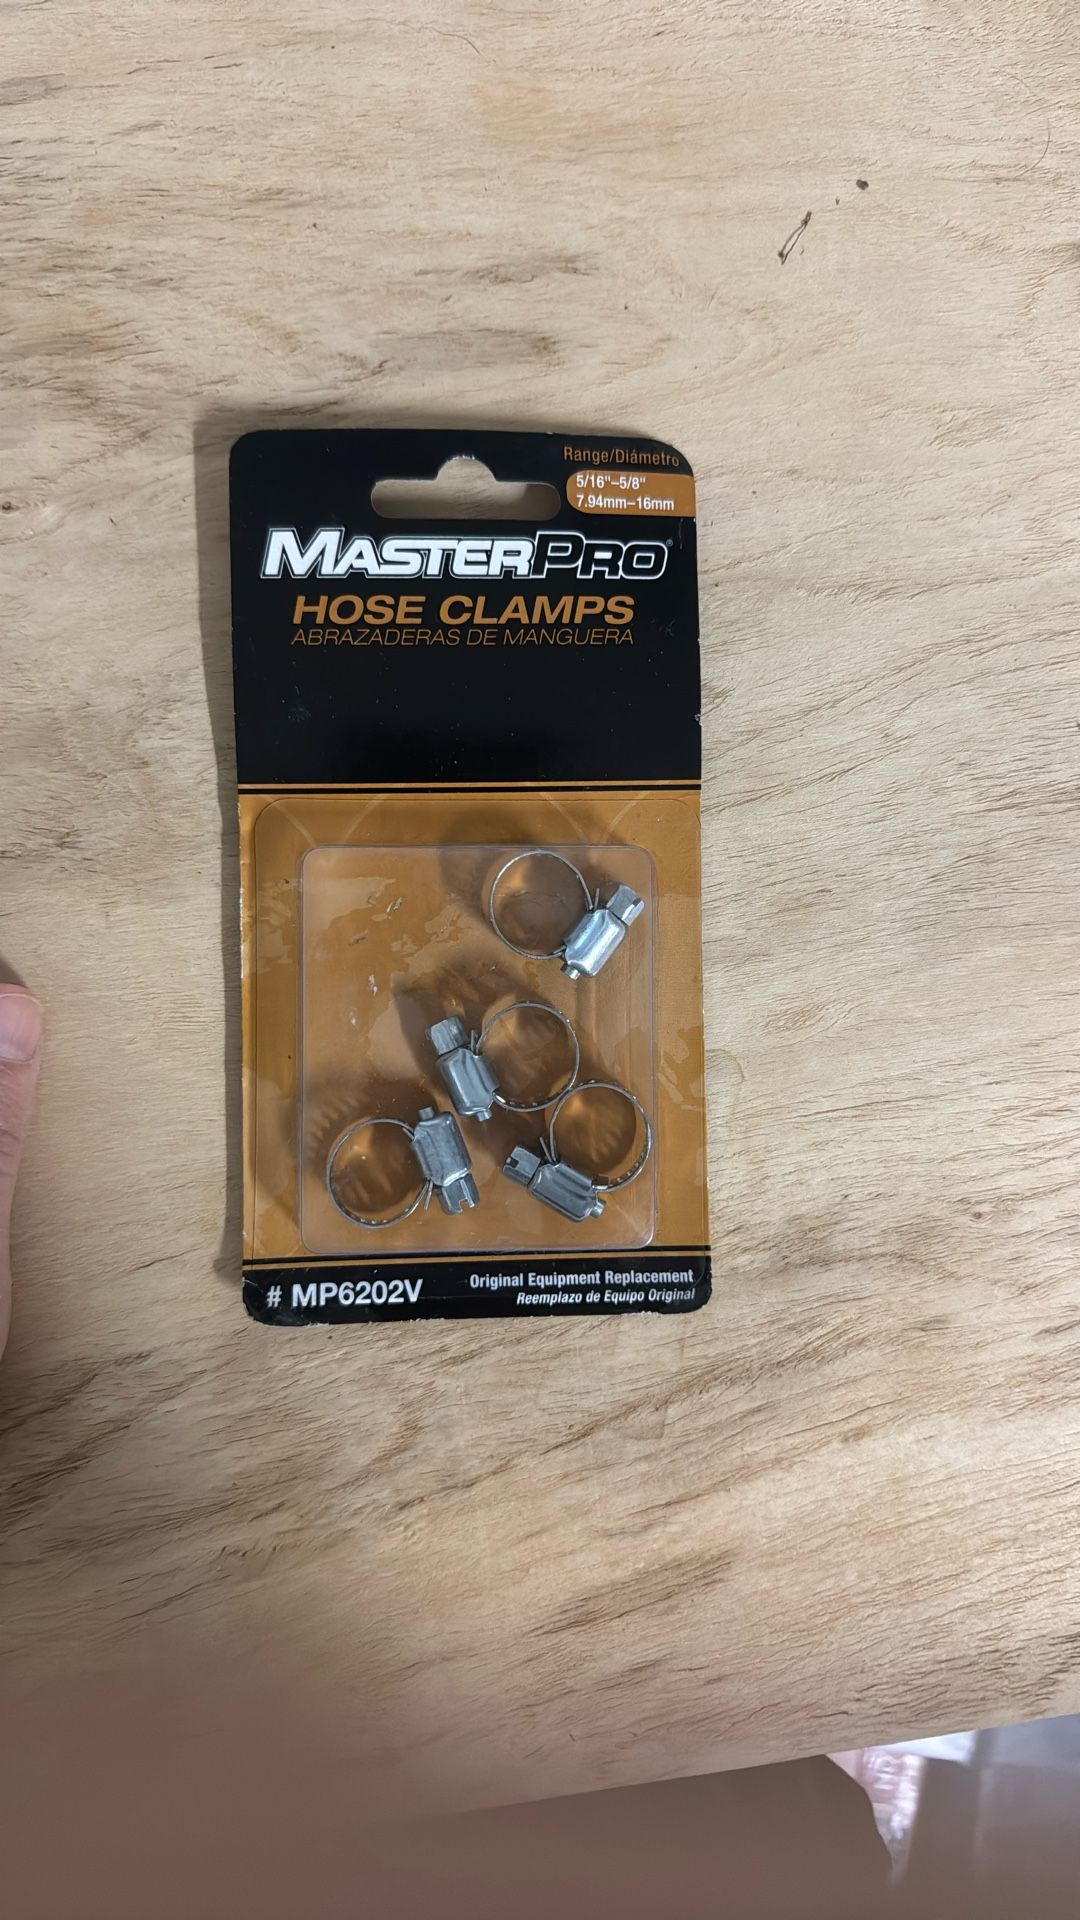 Range/Diámetro
5/16"–5/8"
7.94mm–16mm
MASTERPRO®
HOSE CLAMPS
ABRAZADERAS DE MANGUERA
# MP6202V
Original Equipment Replacement
Reemplazo de Equipo Original